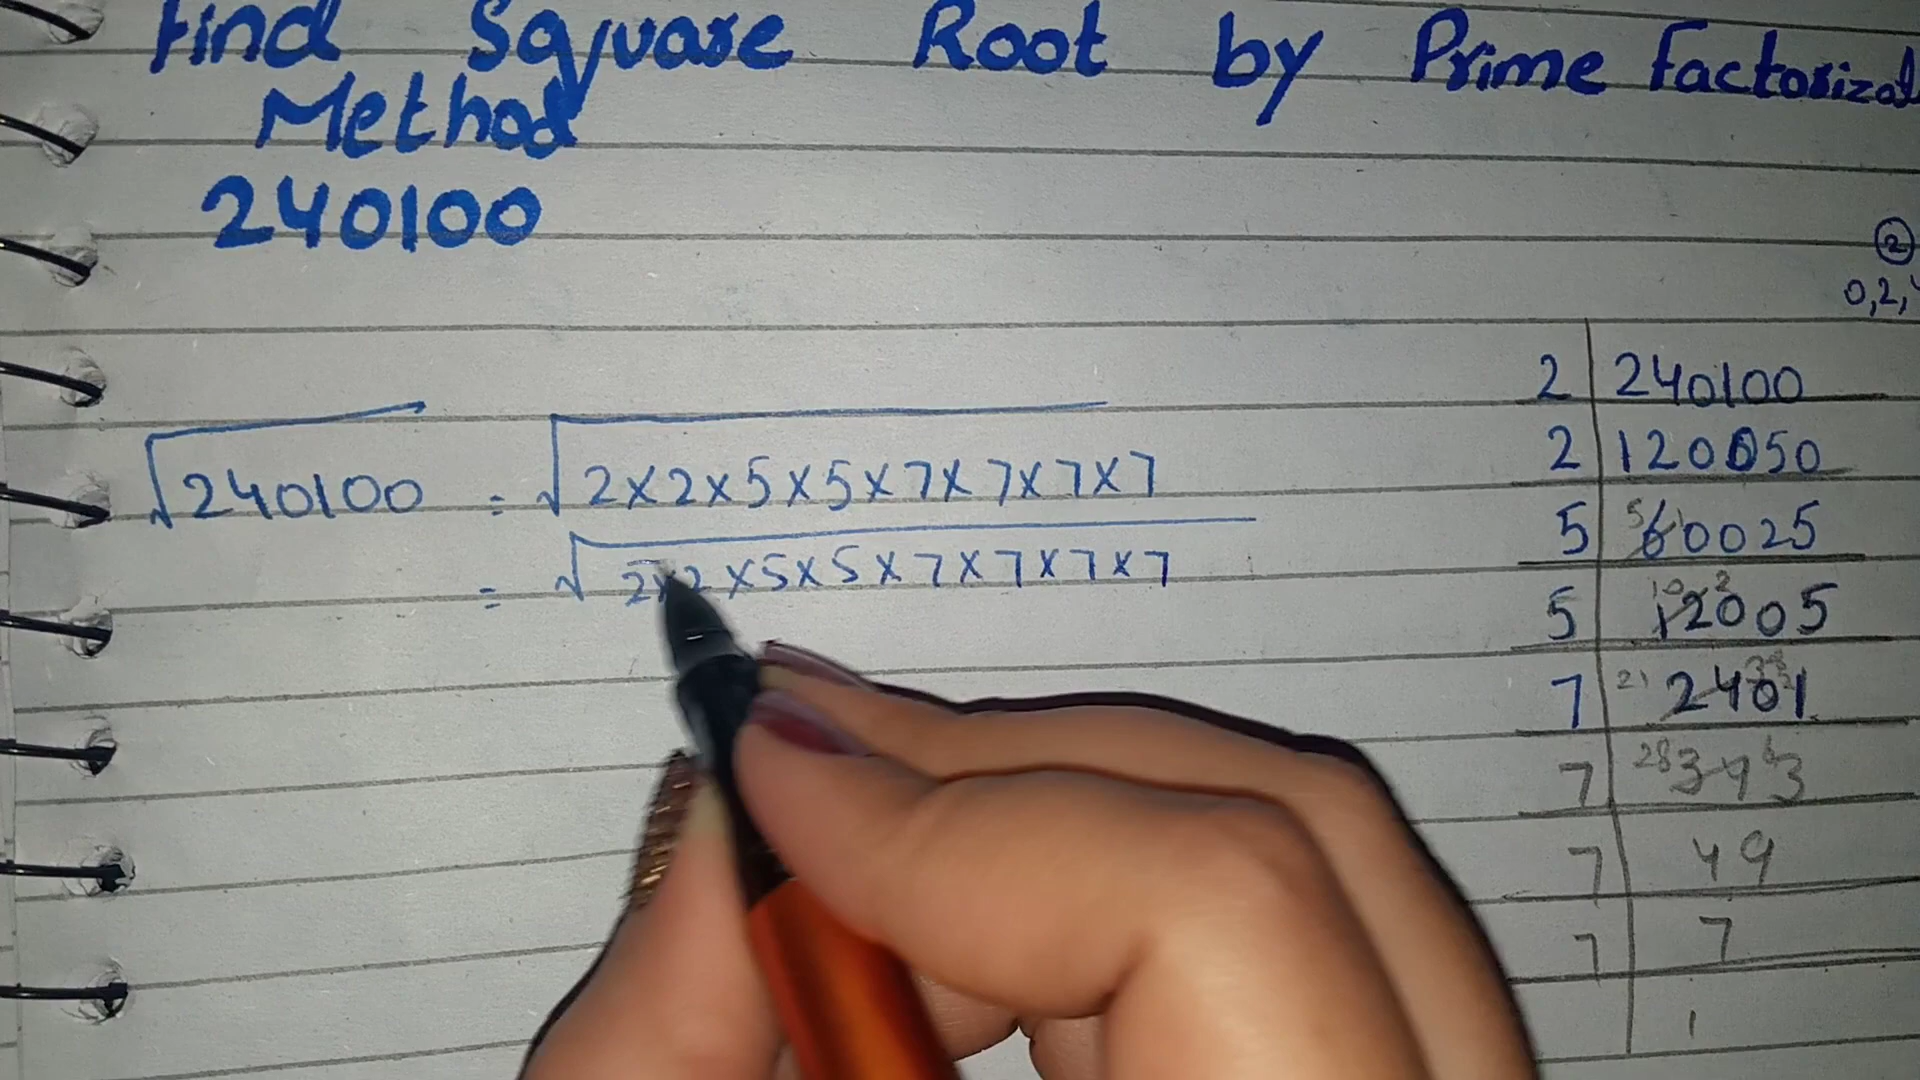 Find Square Root by Prime Factorizat
Method
240100
②
0,2,4
√240100 = √2×2×5×5×7×7×7×7
= √2×2×5×5×7×7×7×7
2 | 240100
2 | 120050
5 | 60025
5 | 12005
7 | 2401
7 | 343
7 | 49
7 | 7
1